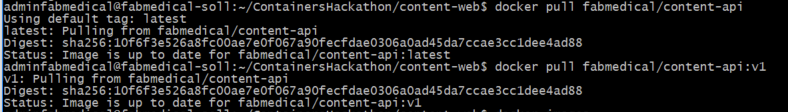 adminfabmedical@fabmedical-soll:~/ContainersHackathon/content-web$ docker pull fabmedical/content-api
Using default tag: latest
latest: Pulling from fabmedical/content-api
Digest: sha256:10f6f3e526a8fc00ae7e0f067a90fecfdae0306a0ad45da7ccae3cc1dee4ad88
Status: Image is up to date for fabmedical/content-api:latest
adminfabmedical@fabmedical-soll:~/ContainersHackathon/content-web$ docker pull fabmedical/content-api:v1
v1: Pulling from fabmedical/content-api
Digest: sha256:10f6f3e526a8fc00ae7e0f067a90fecfdae0306a0ad45da7ccae3cc1dee4ad88
Status: Image is up to date for fabmedical/content-api:v1